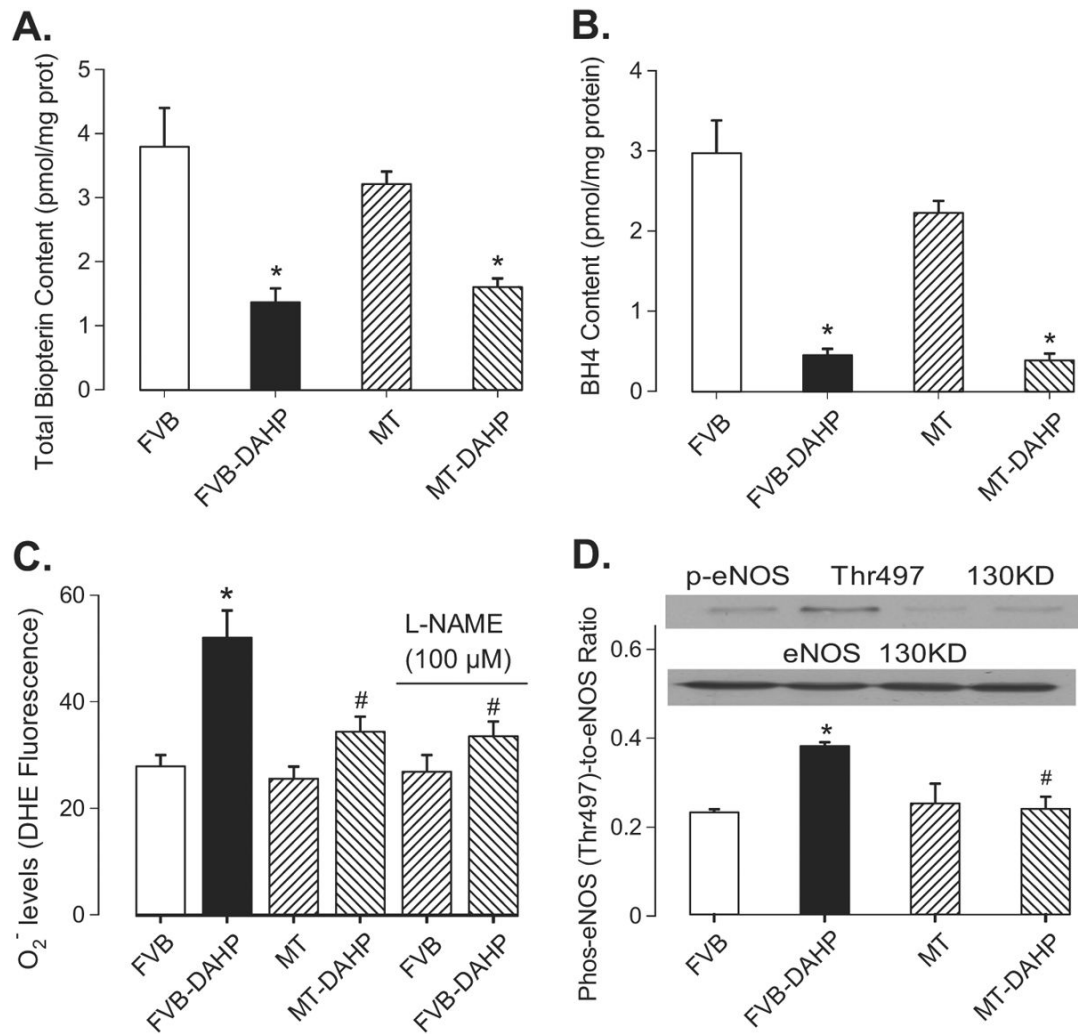 A.
Total Biopterin Content (pmol/mg prot)
5
4
3
2
1
0
*
*
FVB
FVB-DAHP
MT
MT-DAHP
B.
BH4 Content (pmol/mg protein)
4
3
2
1
0
*
*
FVB
FVB-DAHP
MT
MT-DAHP
C.
O2- levels (DHE Fluorescence)
60
40
20
0
*
#
L-NAME
(100 μM)
#
FVB
FVB-DAHP
MT
MT-DAHP
FVB
FVB-DAHP
D.
p-eNOS Thr497 130KD
eNOS 130KD
Phos-eNOS (Thr497)-to-eNOS Ratio
0.6
0.4
0.2
0
*
#
FVB
FVB-DAHP
MT
MT-DAHP